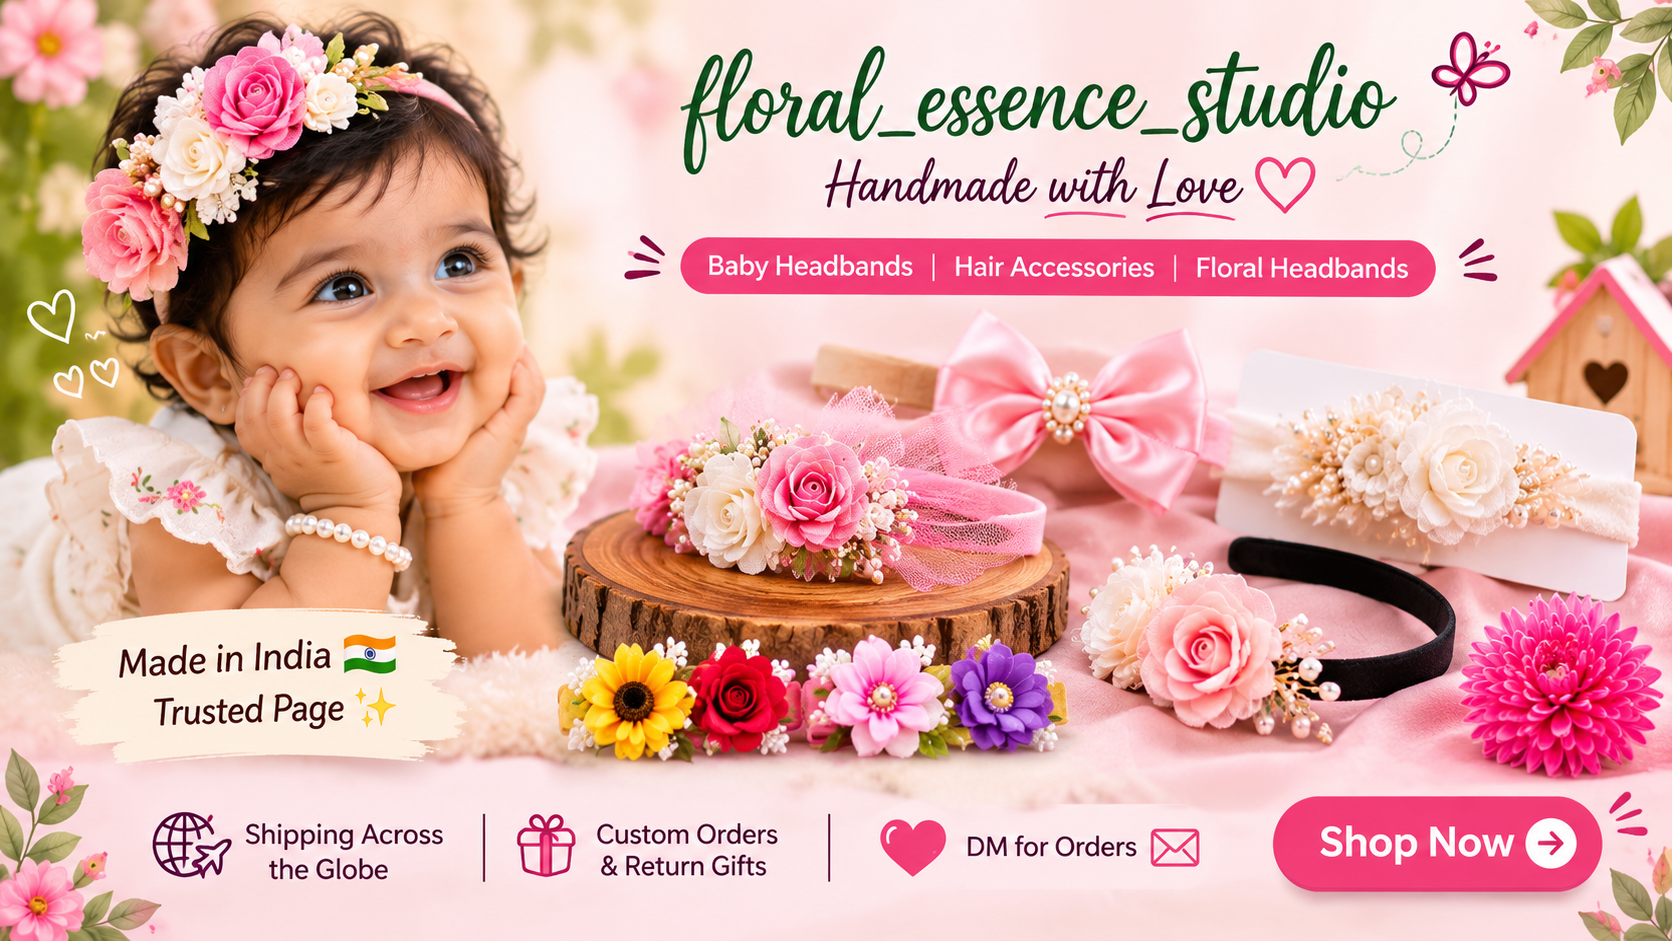 floral_essence_studio
Handmade with Love
Baby Headbands | Hair Accessories | Floral Headbands
Made in India 🇮🇳
Trusted Page ✨
Shipping Across
the Globe
Custom Orders
& Return Gifts
DM for Orders
Shop Now